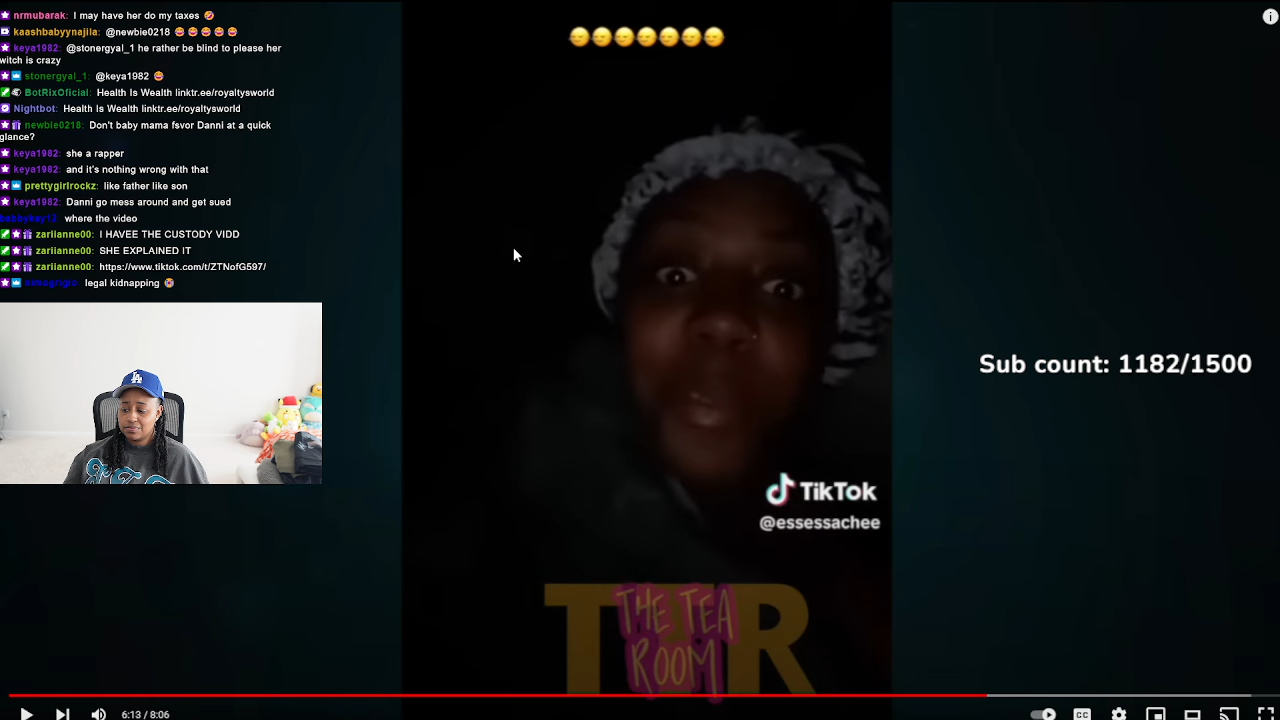 nrmubarak: I may have her do my taxes 🤣
kaashbabyynajila: @newbie0218 😍 😍 😍 😍 😍
keya1982: @stonergyal_1 he rather be blind to please her
witch is crazy
stonergyal_1: @keya1982 😍
BotRixOficial: Health Is Wealth linktr.ee/royaltysworld
Nightbot: Health Is Wealth linktr.ee/royaltysworld
newbie0218: Don't baby mama fsvor Danni at a quick
glance?
keya1982: she a rapper
keya1982: and it's nothing wrong with that
prettygirlrockz: like father like son
keya1982: Danni go mess around and get sued
where the video
zariianne00: I HAVEE THE CUSTODY VIDD
zariianne00: SHE EXPLAINED IT
zariianne00: https://www.tiktok.com/t/ZTNofG597/
legal kidnapping
Sub count: 1182/1500
TikTok
@essessachee
THE TEA
ROOM
6:13 / 8:06
CC